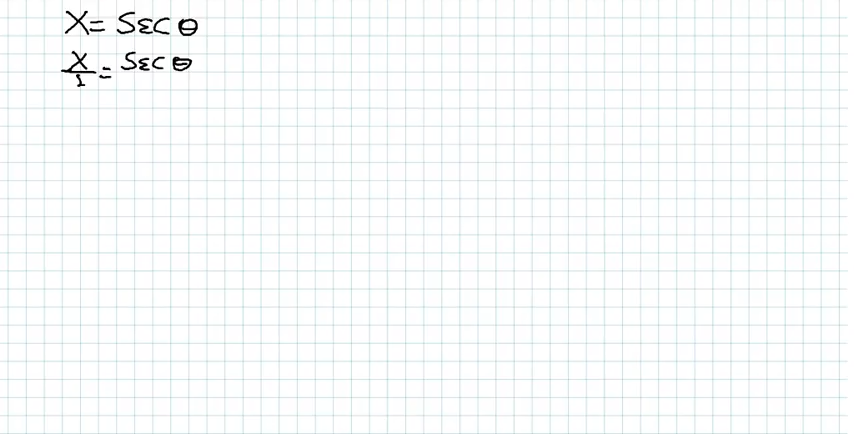 X = Sec θ
X/1 = Sec θ